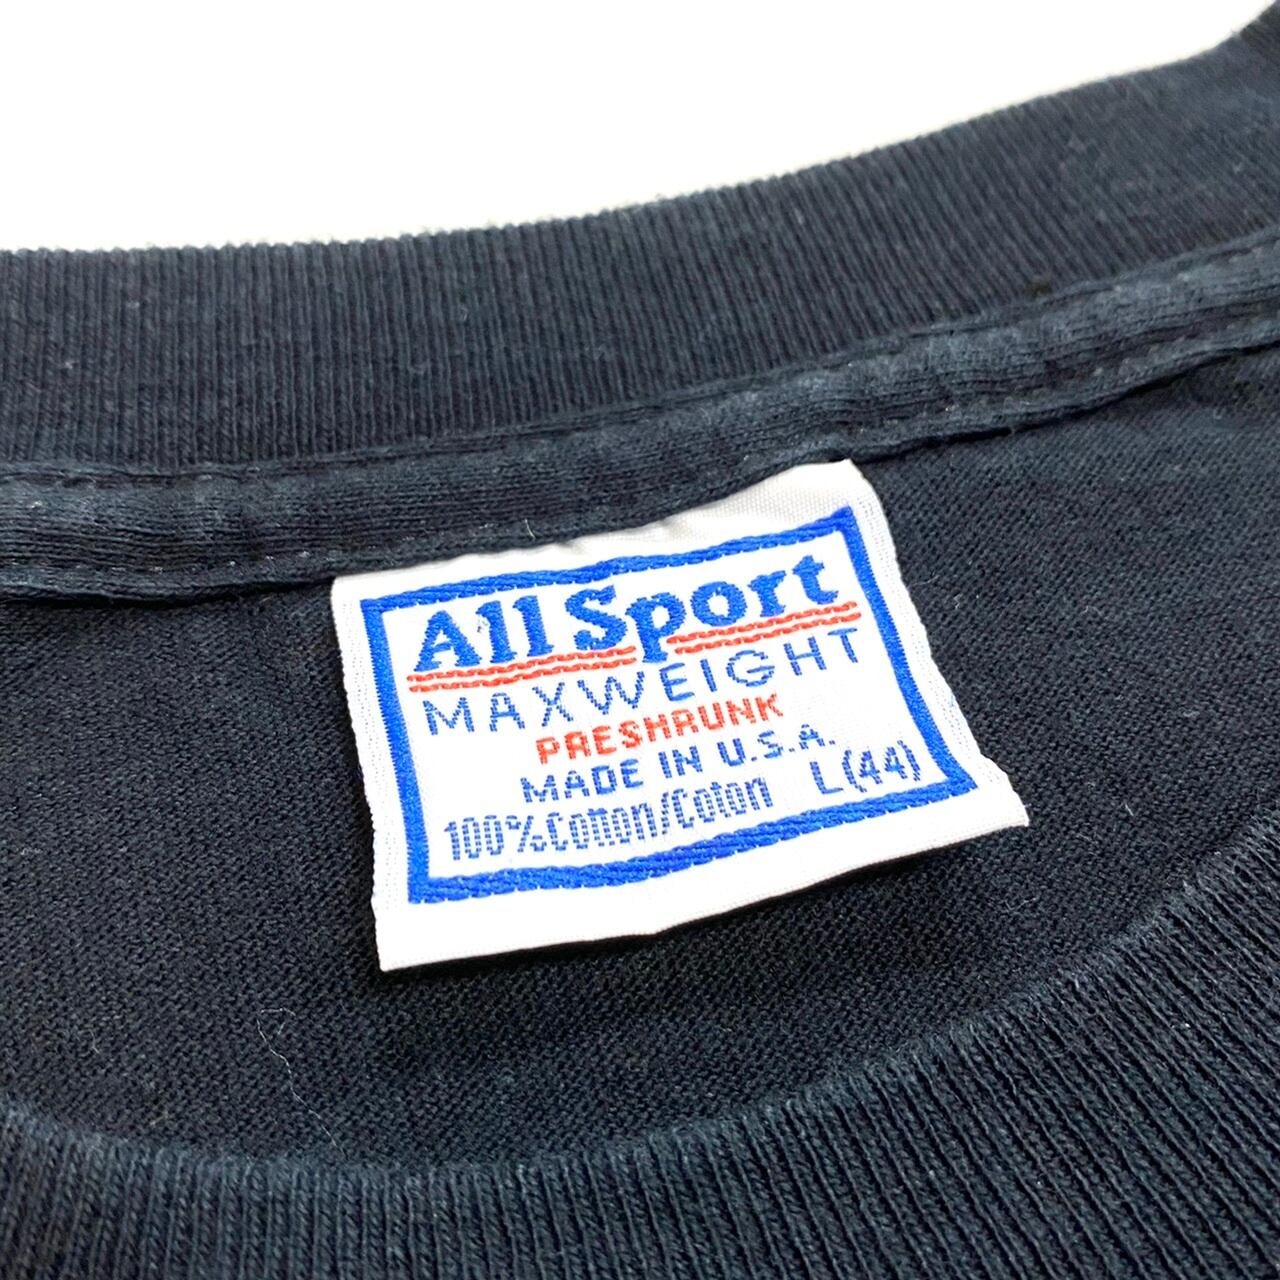 All Sport
MAXWEIGHT
PRESHRUNK
MADE IN U.S.A.
100% Cotton/Coton L(44)